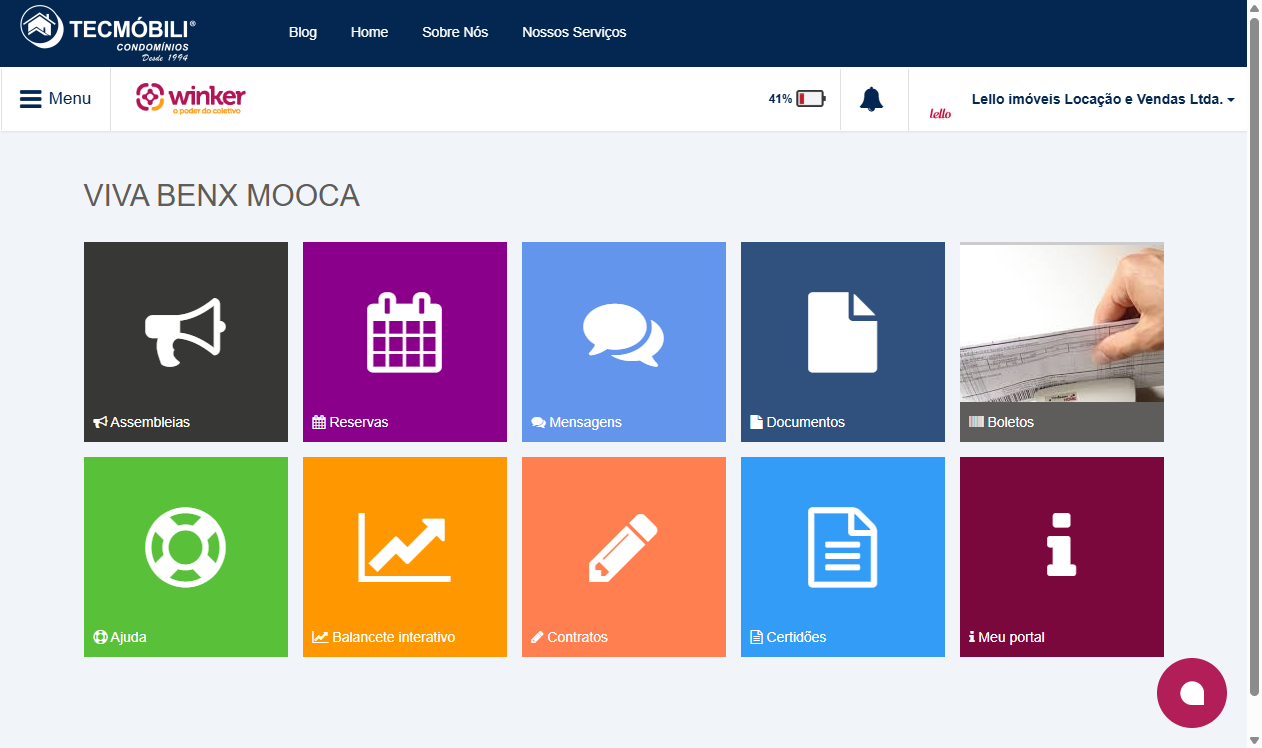 TECMÓBILI®
CONDOMÍNIOS
Desde 1994
Blog Home Sobre Nós Nossos Serviços
Menu
winker
o poder do coletivo
41%
lello
Lello imóveis Locação e Vendas Ltda.
VIVA BENX MOOCA
Assembleias
Reservas
Mensagens
Documentos
Boletos
Ajuda
Balancete interativo
Contratos
Certidões
Meu portal